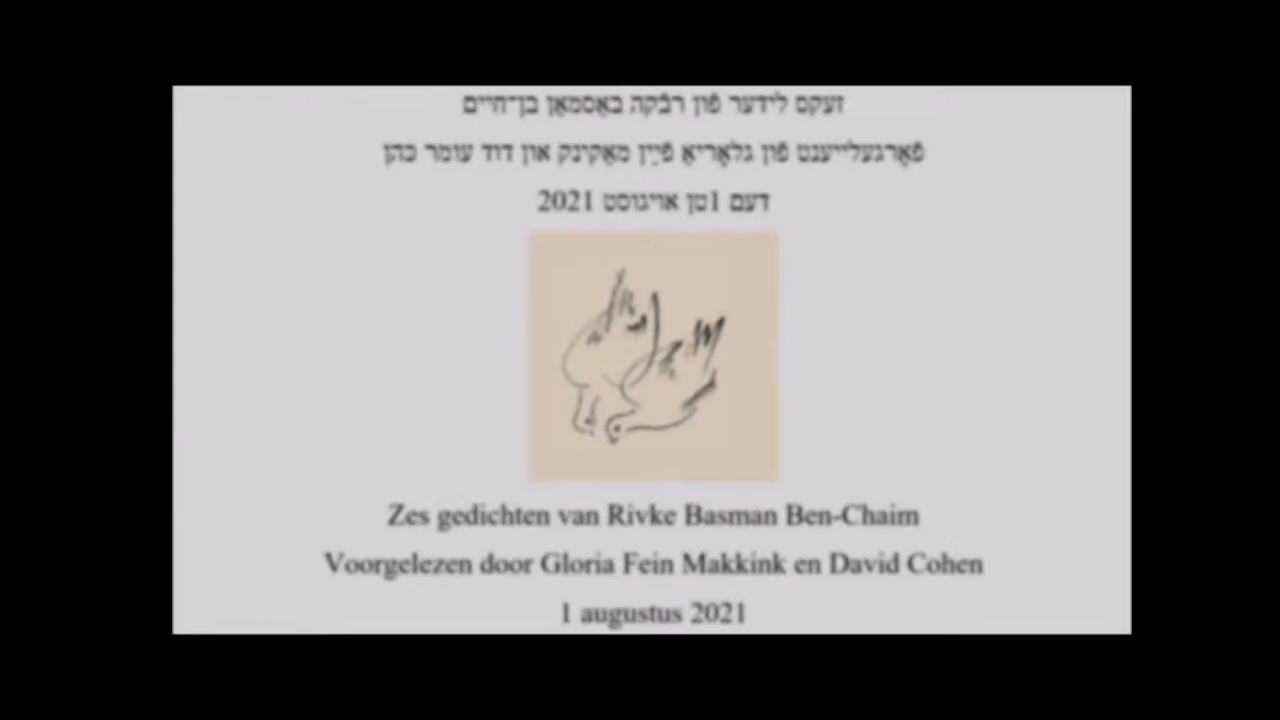 זעקס לידער פֿון רבֿקה באַסמאַן בן־חיים
פֿאָרגעלייענט פֿון גלאָריאַ פֿײַן מאַקינק און דוד עומר כּהן
דעם 1טן אויגוסט 2021
Zes gedichten van Rivke Basman Ben-Chaim
Voorgelezen door Gloria Fein Makkink en David Cohen
1 augustus 2021